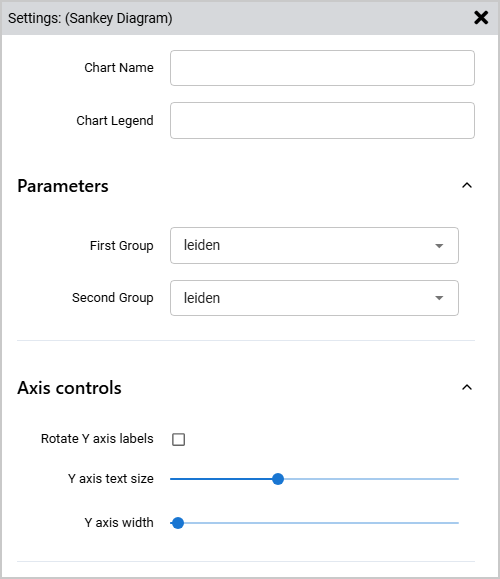 Settings: (Sankey Diagram)
Chart Name
Chart Legend
Parameters
First Group leiden
Second Group leiden
Axis controls
Rotate Y axis labels
Y axis text size
Y axis width